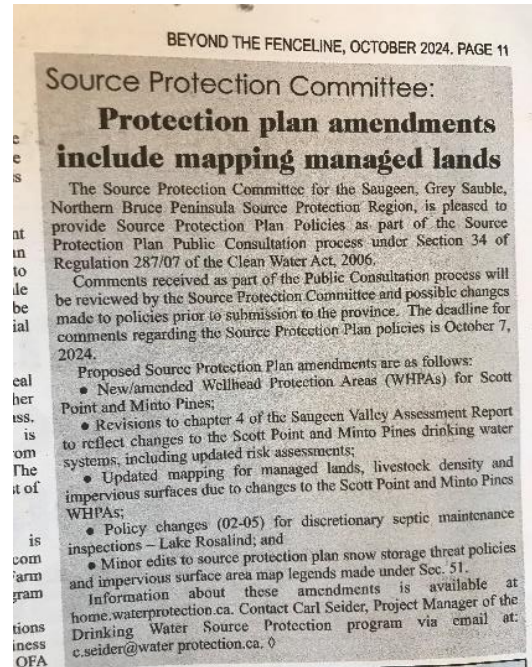 BEYOND THE FENCELINE, OCTOBER 2024. PAGE 11
Source Protection Committee:
Protection plan amendments
include mapping managed lands
The Source Protection Committee for the Saugeen, Grey Sauble,
Northern Bruce Peninsula Source Protection Region, is pleased to
provide Source Protection Plan Policies as part of the Source
Protection Plan Public Consultation process under Section 34 of
Regulation 287/07 of the Clean Water Act, 2006.
Comments received as part of the Public Consultation process will
be reviewed by the Source Protection Committee and possible changes
made to policies prior to submission to the province. The deadline for
comments regarding the Source Protection Plan policies is October 7,
2024.
Proposed Source Protection Plan amendments are as follows:
• New/amended Wellhead Protection Areas (WHPAs) for Scott
Point and Minto Pines;
• Revisions to chapter 4 of the Saugeen Valley Assessment Report
to reflect changes to the Scott Point and Minto Pines drinking water
systems, including updated risk assessments;
• Updated mapping for managed lands, livestock density and
impervious surfaces due to changes to the Scott Point and Minto Pines
WHPAs;
• Policy changes (02-05) for discretionary septic maintenance
inspections – Lake Rosalind; and
• Minor edits to source protection plan snow storage threat policies
and impervious surface area map legends made under Sec. 51.
Information about these amendments is available at
home.waterprotection.ca. Contact Carl Seider, Project Manager of the
Drinking Water Source Protection program via email at:
c.seider@water protection.ca. ◊
to
be
is
The
is
com
OFA